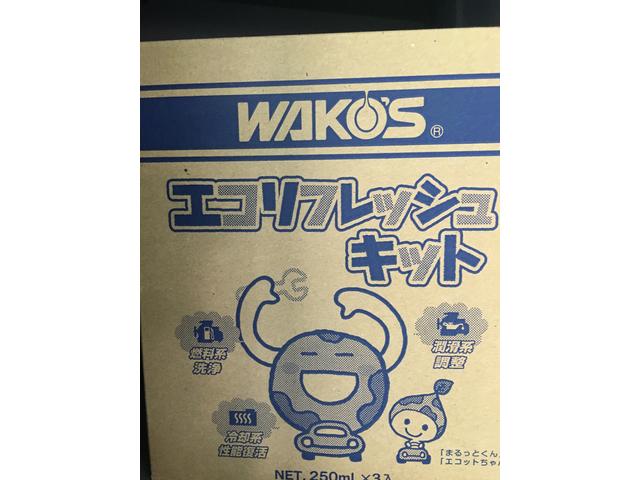 WAKO'S®
エコリフレッシュ
キット
燃料系
洗浄
潤滑系
調整
冷却系
性能復活
「まるっとくん」
「エコットちゃん
NET. 250ml ×3入